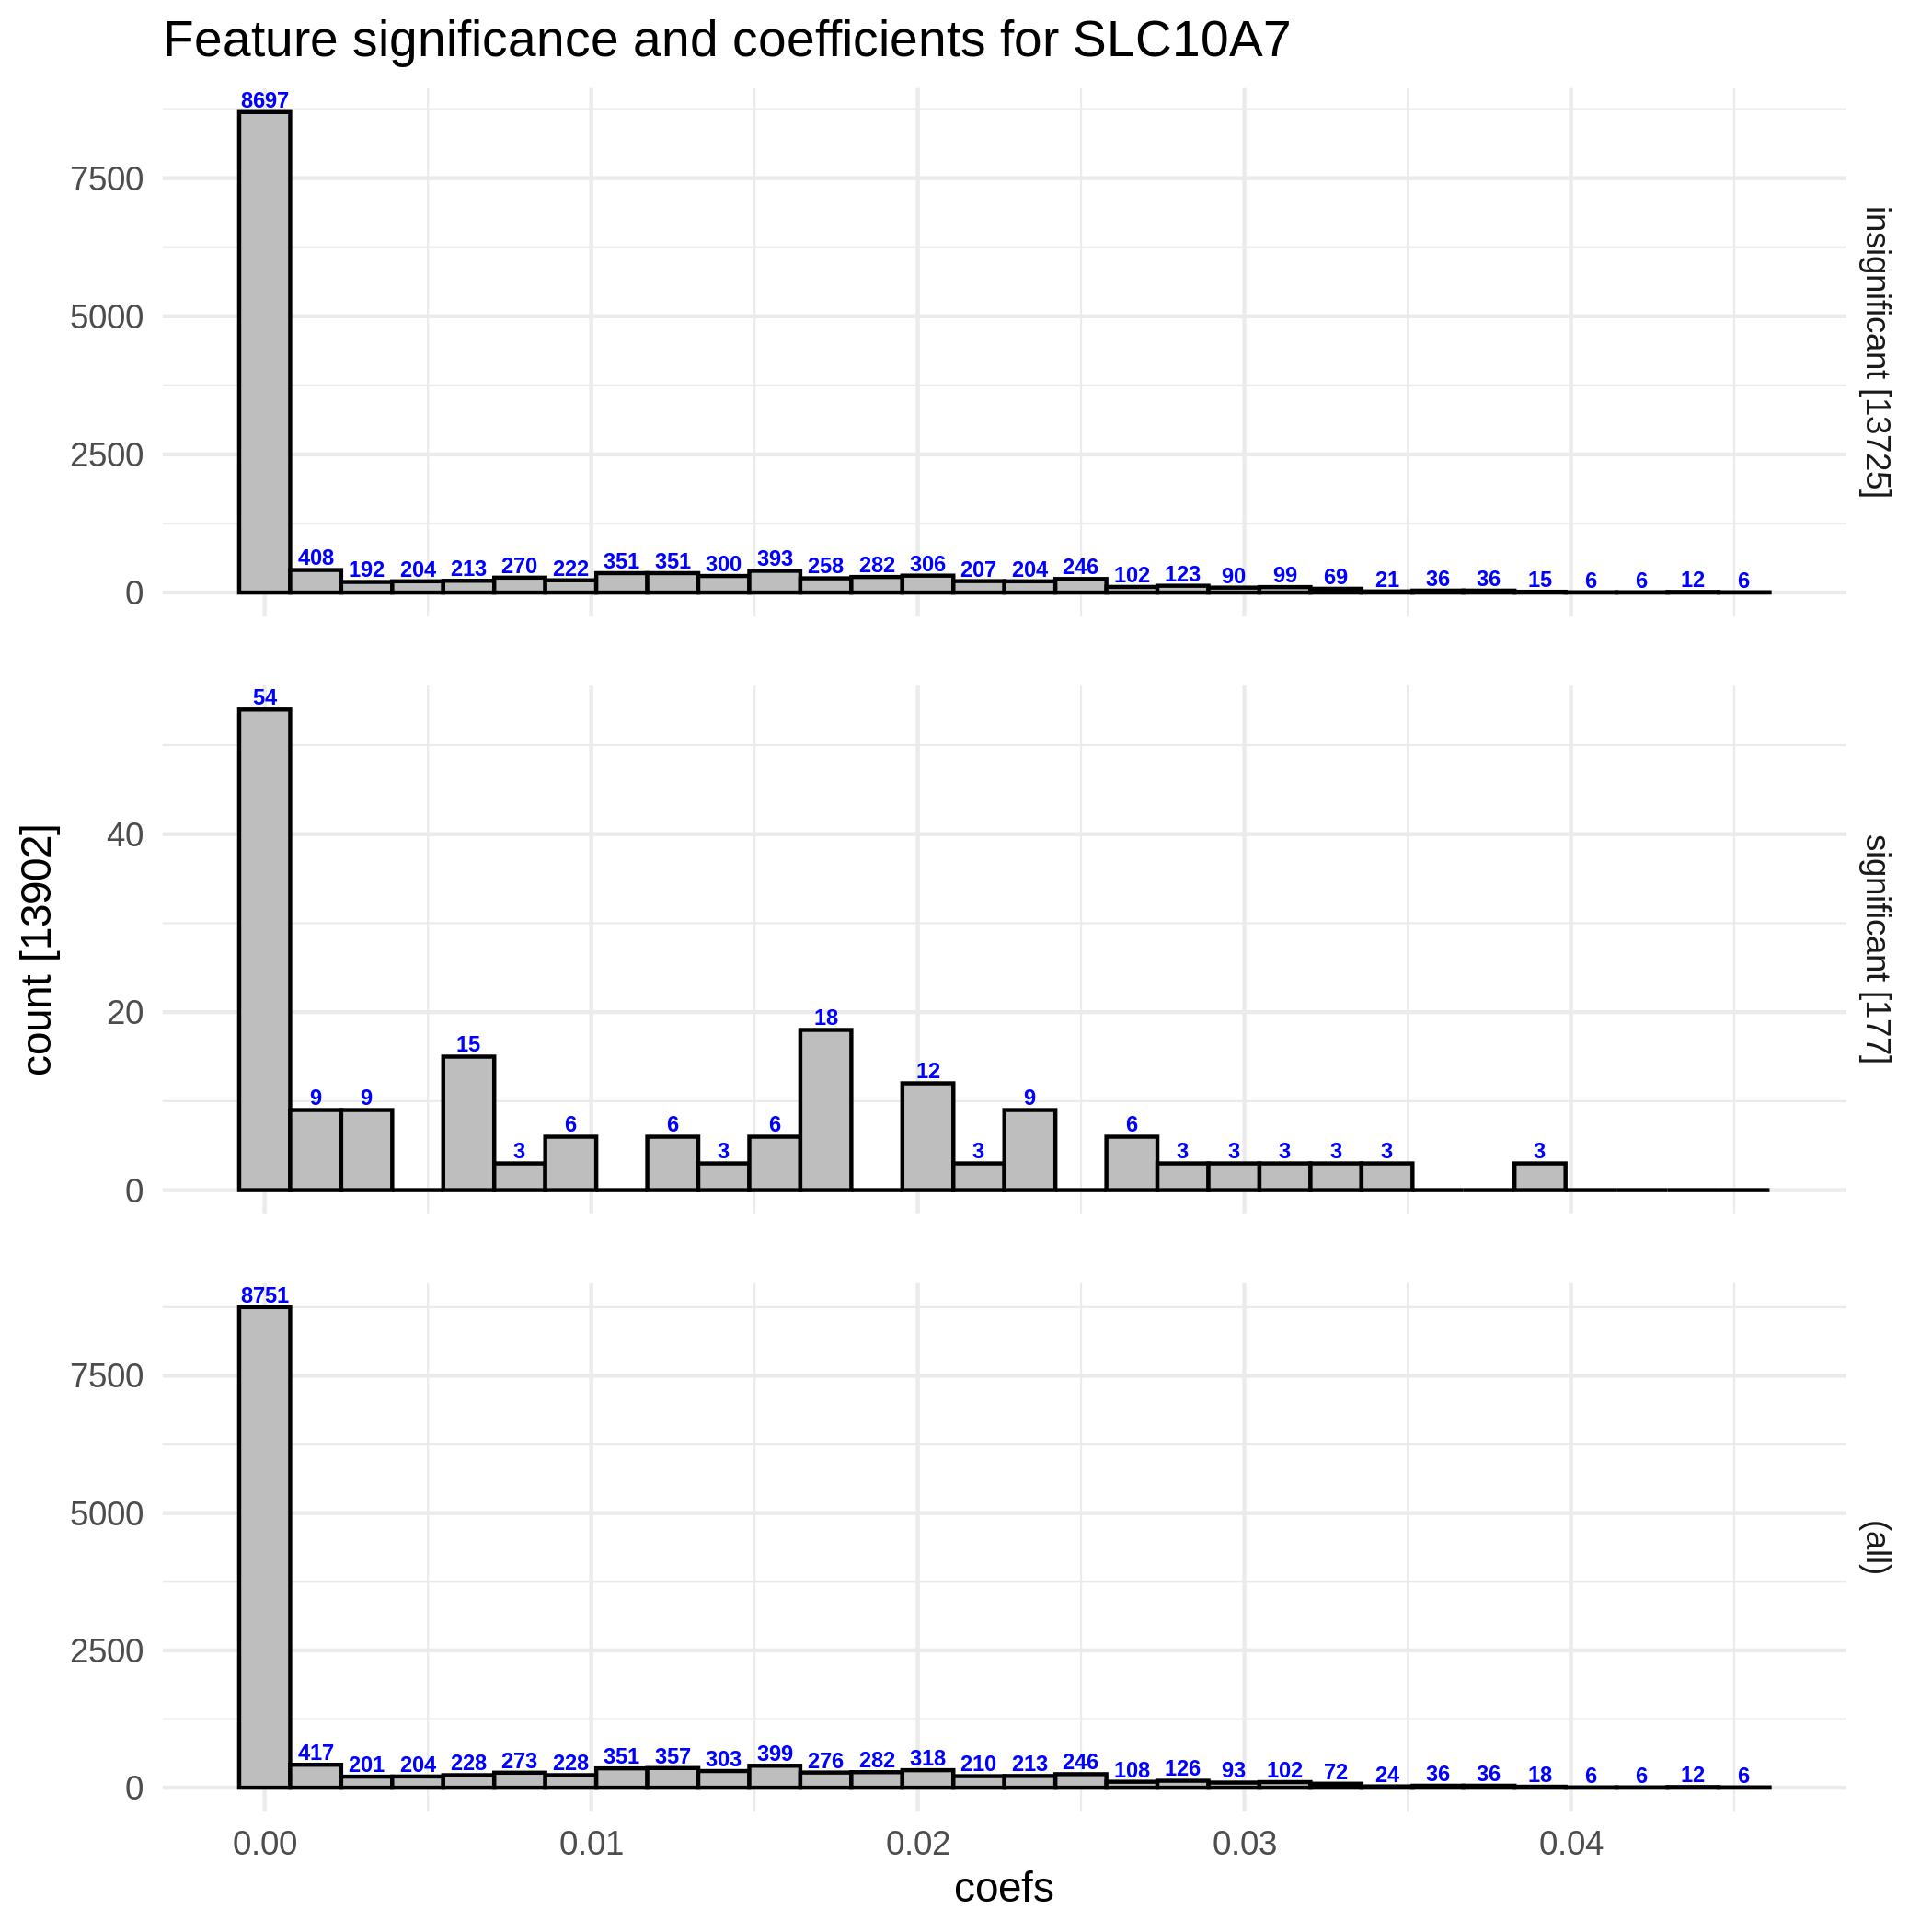 Feature significance and coefficients for SLC10A7
8697
7500
5000
2500
0
408 192 204 213 270 222 351 351 300 393 258 282 306 207 204 246 102 123 90 99 69 21 36 36 15 6 6 12 6
insignificant [13725]
count [13902]
54
40
20
0
9 9 15 3 6 6 3 6 18 12 3 9 6 3 3 3 3 3 3
significant [177]
8751
7500
5000
2500
0
417 201 204 228 273 228 351 357 303 399 276 282 318 210 213 246 108 126 93 102 72 24 36 36 18 6 6 12 6
(all)
0.00 0.01 0.02 0.03 0.04
coefs